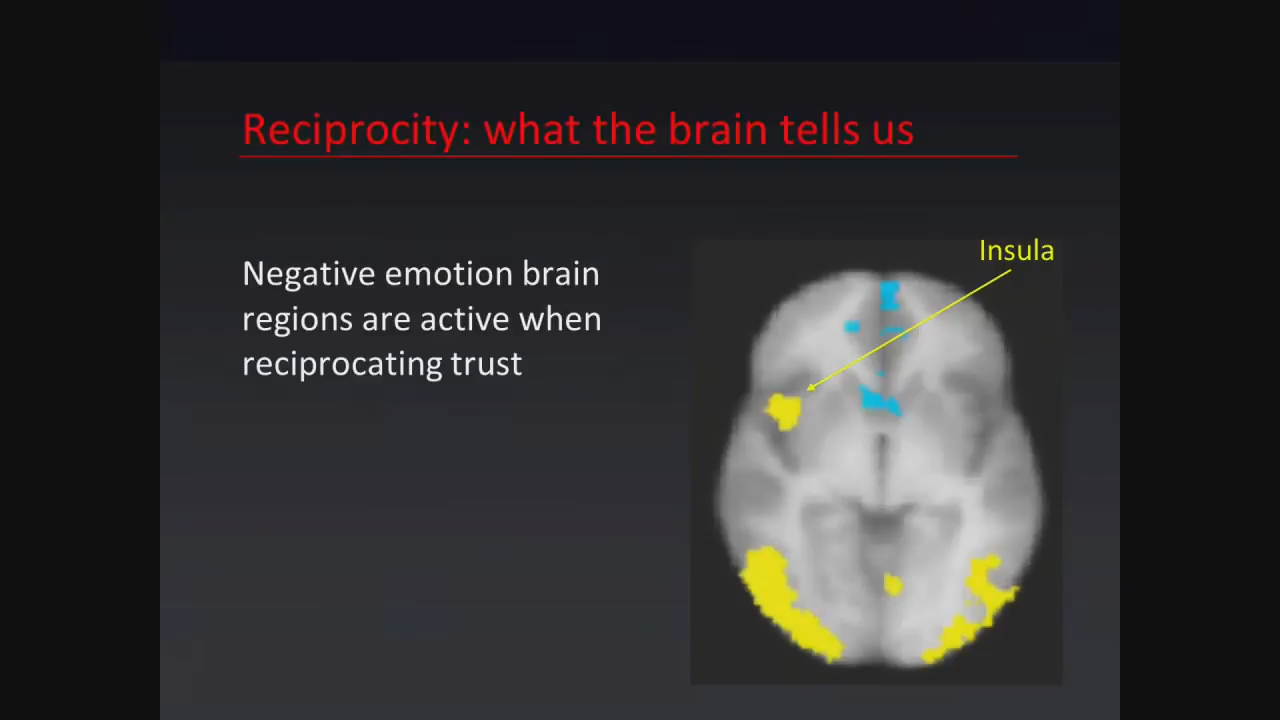 Reciprocity: what the brain tells us
Negative emotion brain
regions are active when
reciprocating trust
Insula